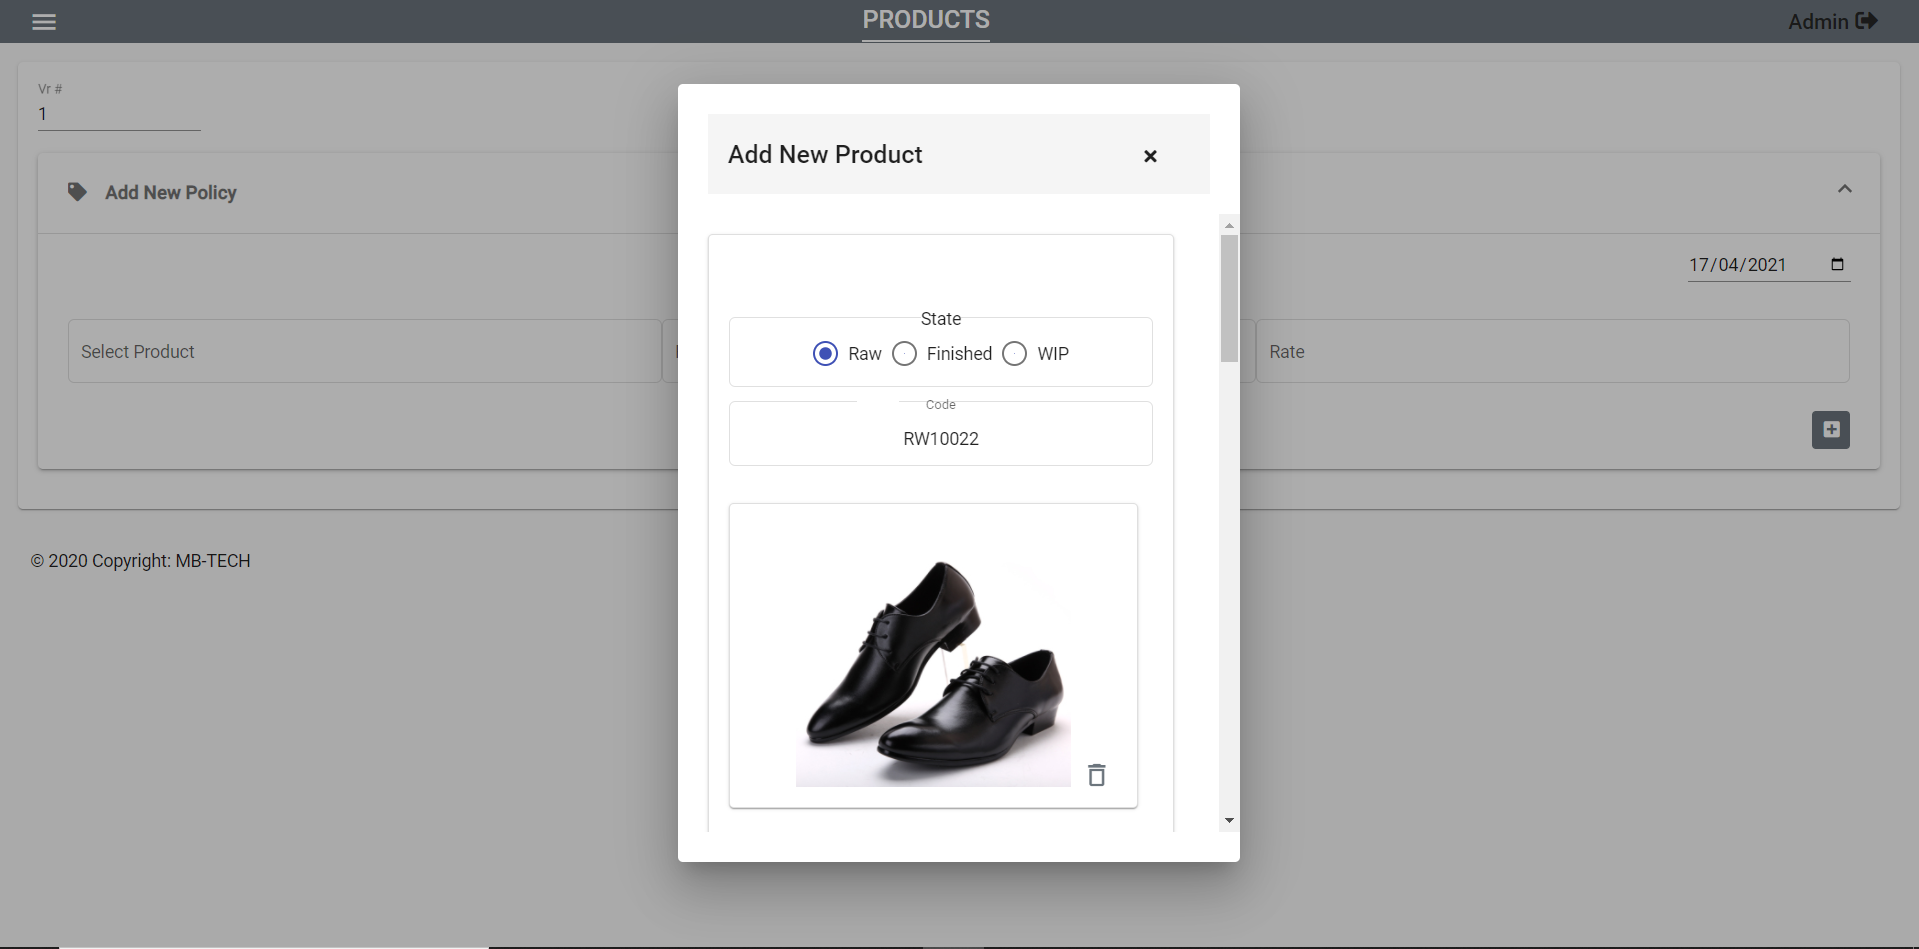 PRODUCTS
Admin
Vr #
1
Add New Policy
17/04/2021
Select Product
Rate
Add New Product
×
State
Raw Finished WIP
Code
RW10022
© 2020 Copyright: MB-TECH